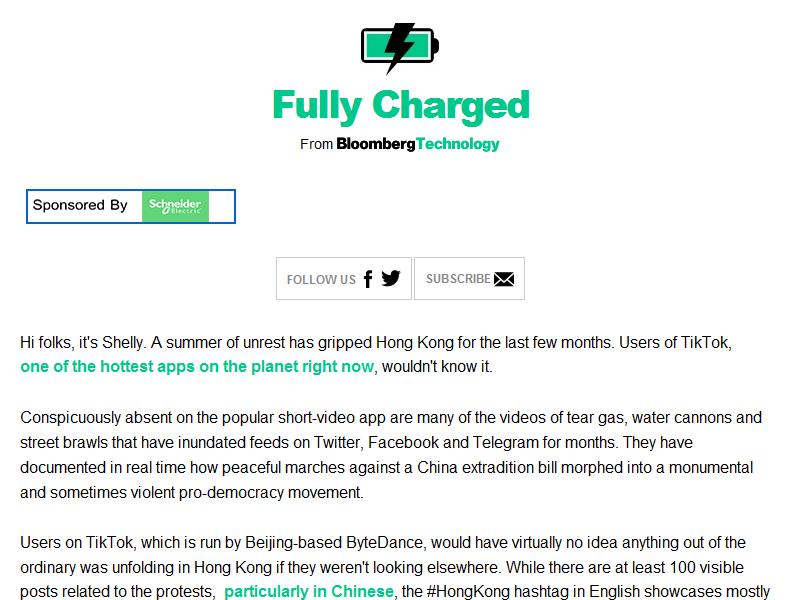 Fully Charged
From BloombergTechnology
Sponsored By Schneider Electric
FOLLOW US
SUBSCRIBE
Hi folks, it's Shelly. A summer of unrest has gripped Hong Kong for the last few months. Users of TikTok,
one of the hottest apps on the planet right now, wouldn't know it.
Conspicuously absent on the popular short-video app are many of the videos of tear gas, water cannons and
street brawls that have inundated feeds on Twitter, Facebook and Telegram for months. They have
documented in real time how peaceful marches against a China extradition bill morphed into a monumental
and sometimes violent pro-democracy movement.
Users on TikTok, which is run by Beijing-based ByteDance, would have virtually no idea anything out of the
ordinary was unfolding in Hong Kong if they weren't looking elsewhere. While there are at least 100 visible
posts related to the protests, particularly in Chinese, the #HongKong hashtag in English showcases mostly